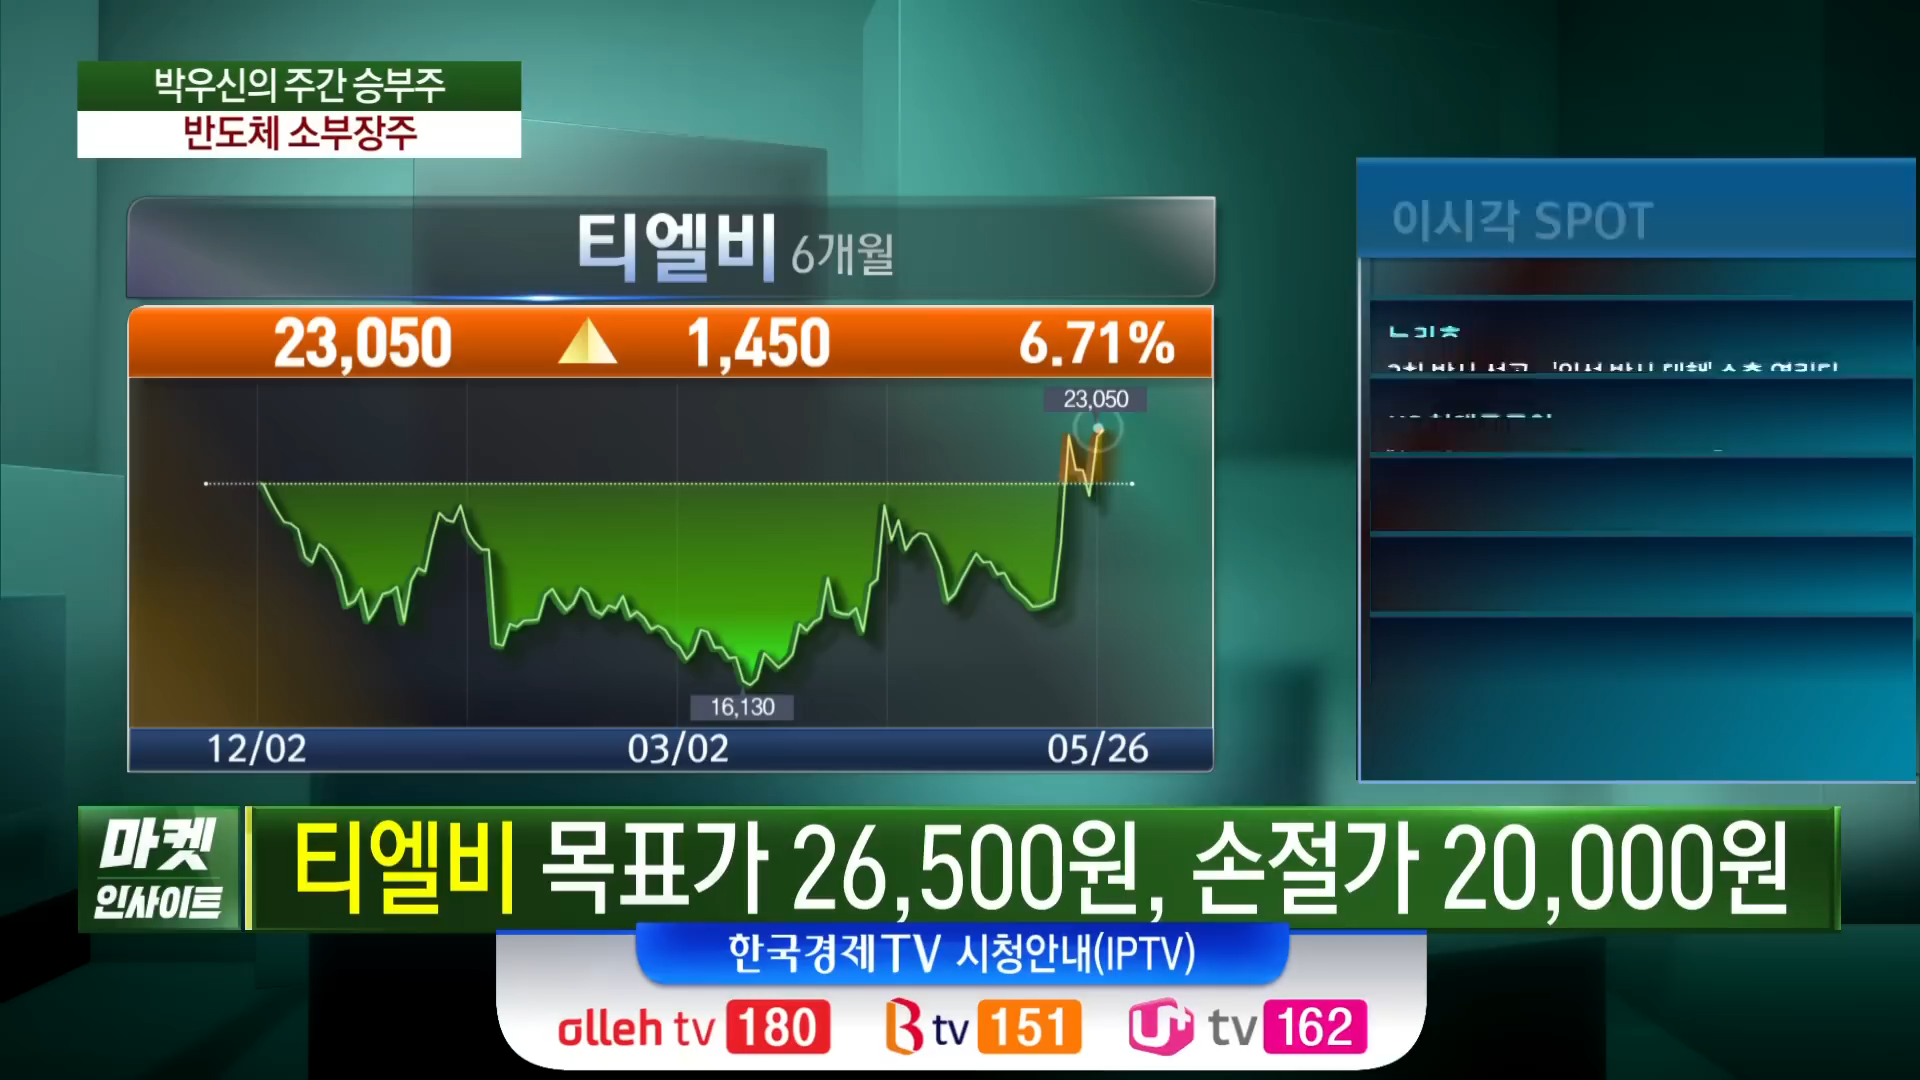 박우신의 주간 승부주
반도체 소부장주
티엘비 6개월
23,050 1,450 6.71%
23,050
16,130
12/02 03/02 05/26
이시각 SPOT
마켓
인사이트
티엘비 목표가 26,500원, 손절가 20,000원
한국경제TV 시청안내(IPTV)
olleh tv 180 B tv 151 U+ tv 162